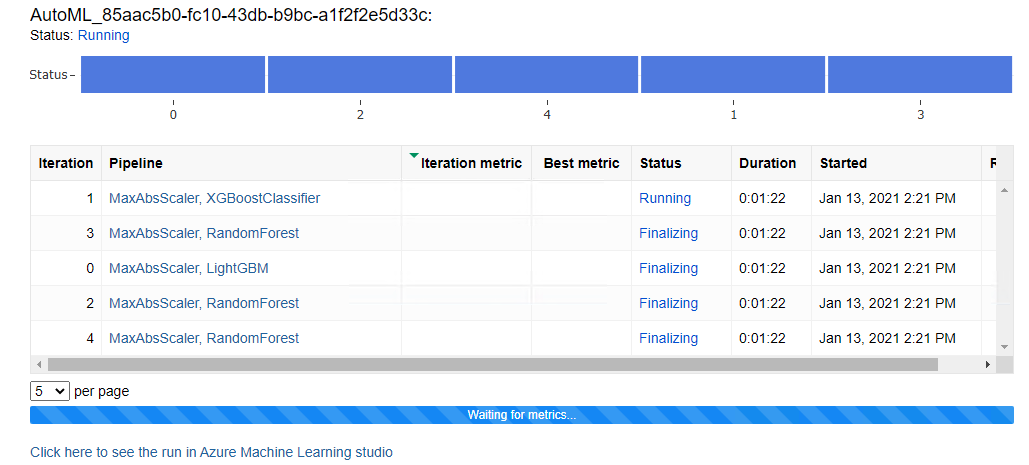 AutoML_85aac5b0-fc10-43db-b9bc-a1f2f2e5d33c:
Status: Running
Status
0 2 4 1 3
Iteration Pipeline Iteration metric Best metric Status Duration Started R
1 MaxAbsScaler, XGBoostClassifier Running 0:01:22 Jan 13, 2021 2:21 PM
3 MaxAbsScaler, RandomForest Finalizing 0:01:22 Jan 13, 2021 2:21 PM
0 MaxAbsScaler, LightGBM Finalizing 0:01:22 Jan 13, 2021 2:21 PM
2 MaxAbsScaler, RandomForest Finalizing 0:01:22 Jan 13, 2021 2:21 PM
4 MaxAbsScaler, RandomForest Finalizing 0:01:22 Jan 13, 2021 2:21 PM
5 per page
Waiting for metrics...
Click here to see the run in Azure Machine Learning studio